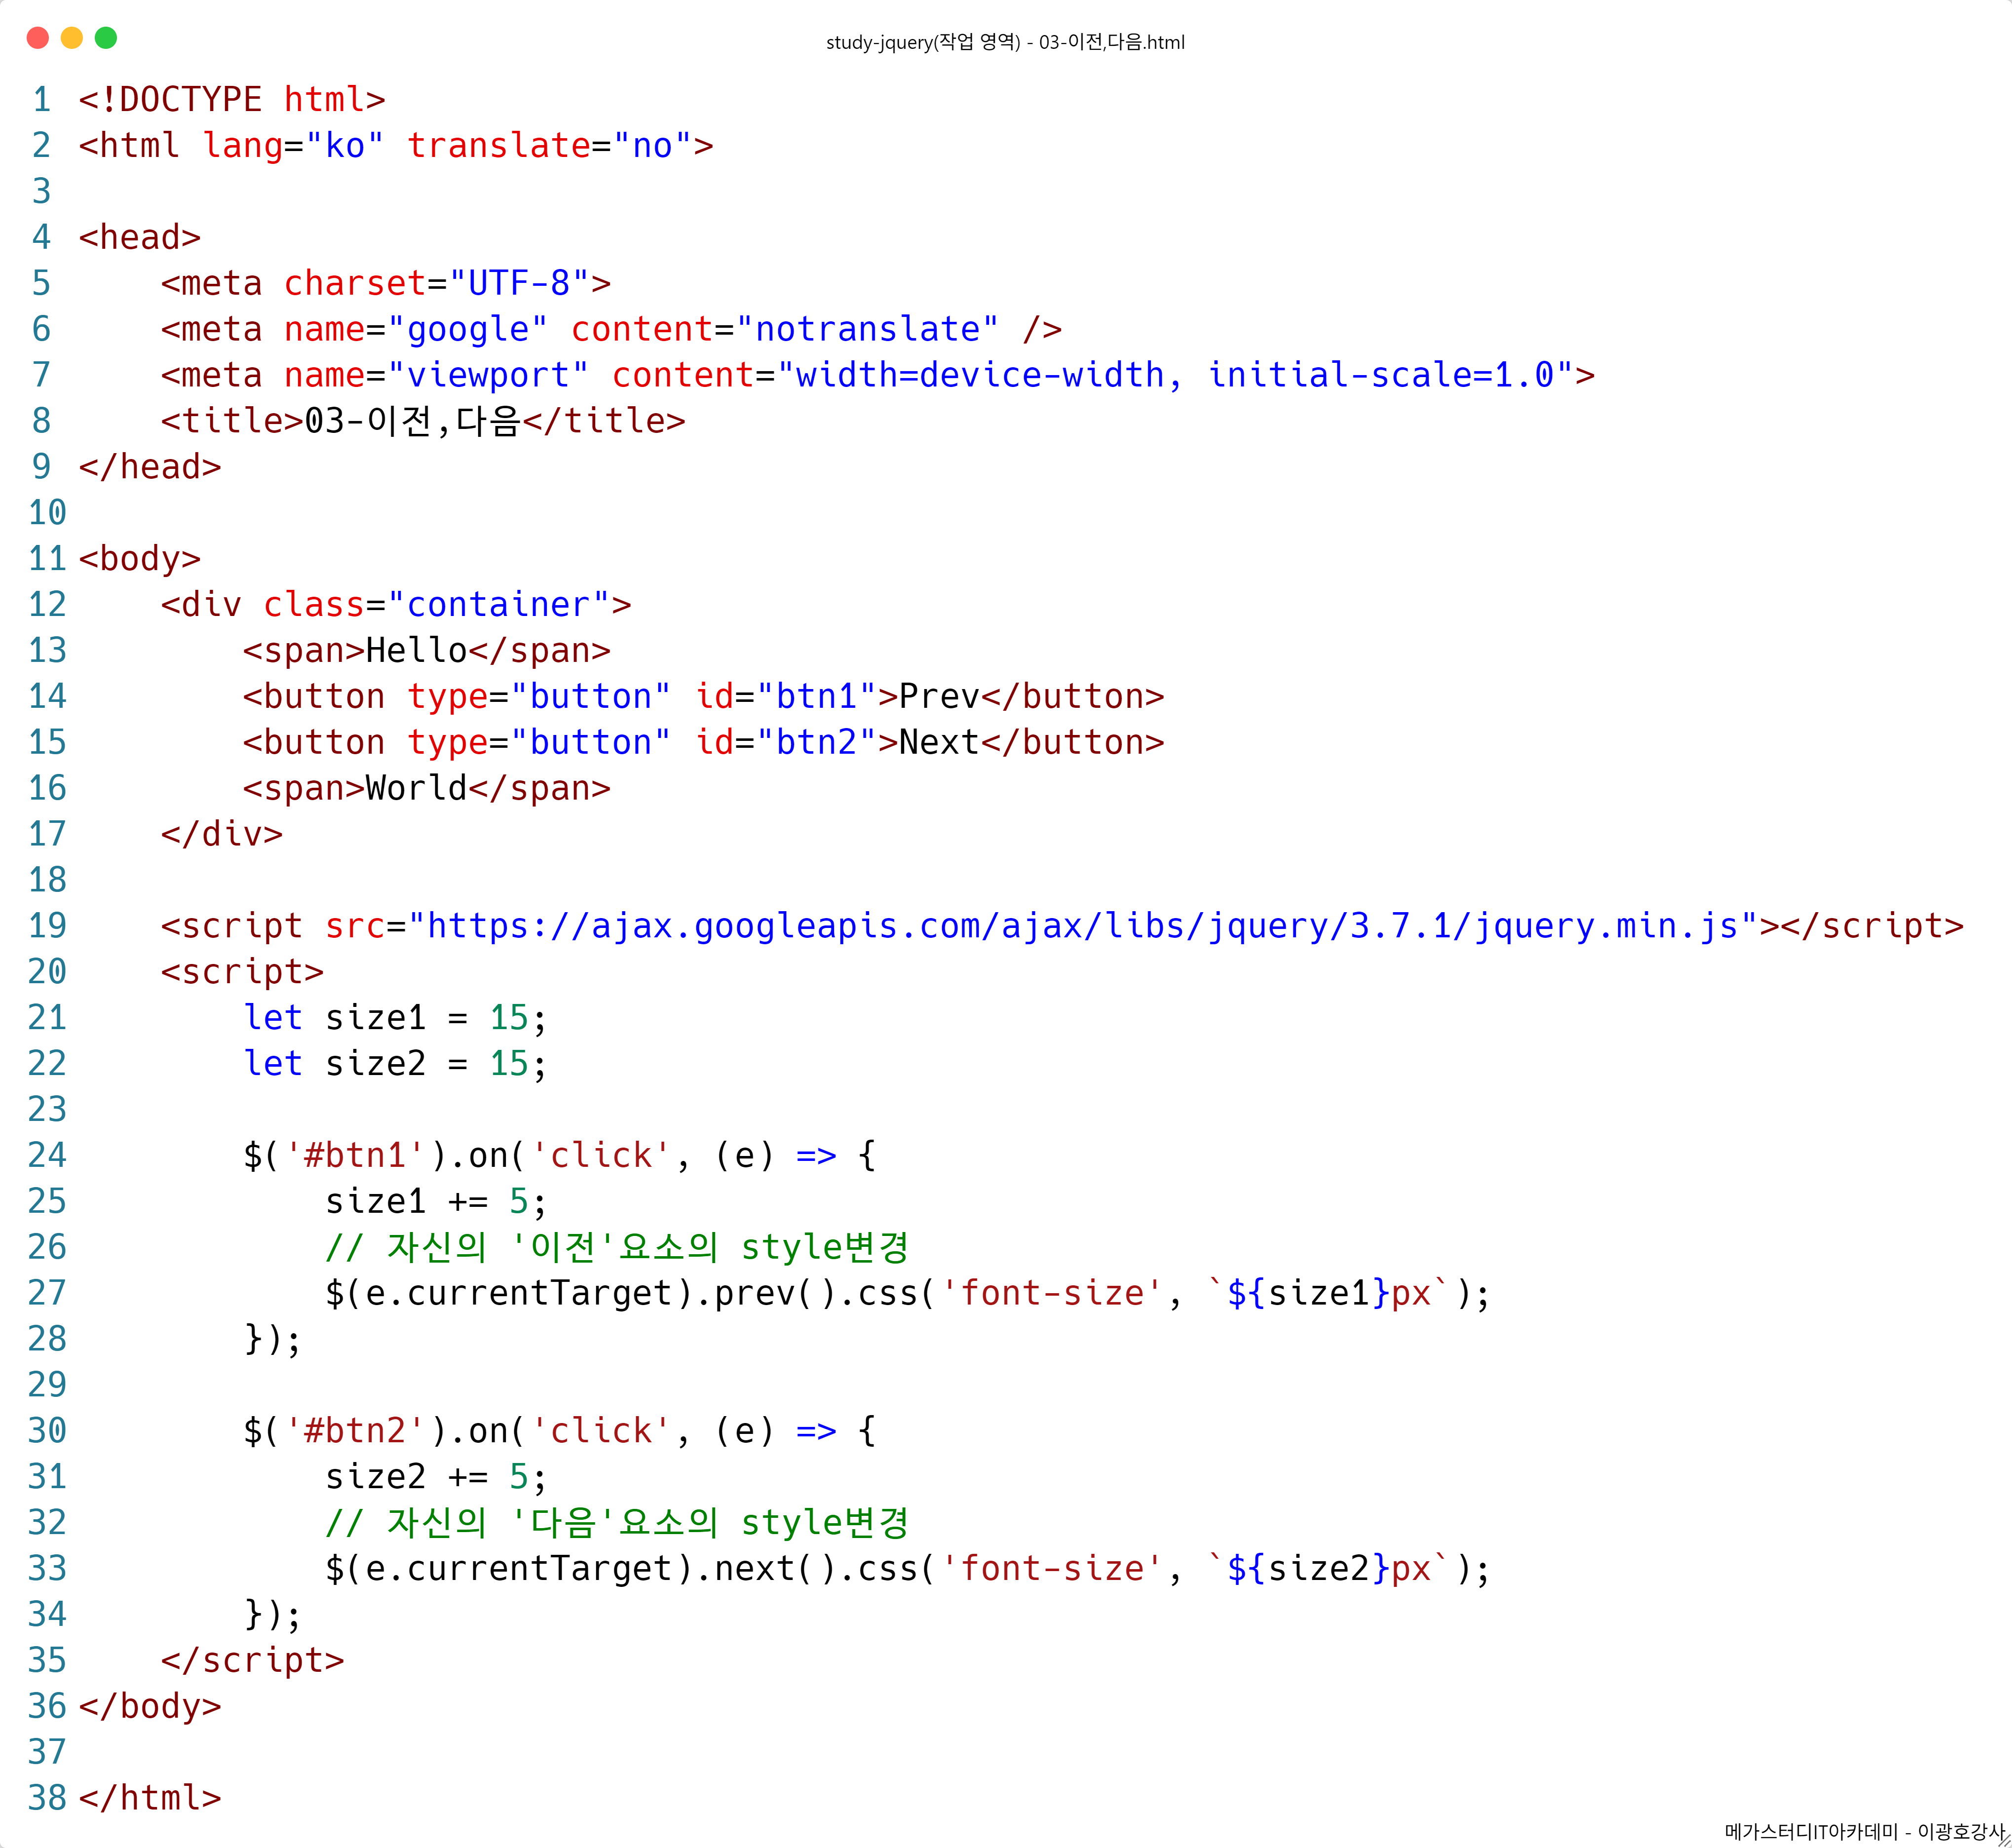 study-jquery(작업 영역) - 03-이전,다음.html
1 <!DOCTYPE html>
2 <html lang="ko" translate="no">
3
4 <head>
5     <meta charset="UTF-8">
6     <meta name="google" content="notranslate" />
7     <meta name="viewport" content="width=device-width, initial-scale=1.0">
8     <title>03-이전,다음</title>
9 </head>
10
11 <body>
12     <div class="container">
13         <span>Hello</span>
14         <button type="button" id="btn1">Prev</button>
15         <button type="button" id="btn2">Next</button>
16         <span>World</span>
17     </div>
18
19     <script src="https://ajax.googleapis.com/ajax/libs/jquery/3.7.1/jquery.min.js"></script>
20     <script>
21         let size1 = 15;
22         let size2 = 15;
23
24         $('#btn1').on('click', (e) => {
25             size1 += 5;
26             // 자신의 '이전'요소의 style변경
27             $(e.currentTarget).prev().css('font-size', `${size1}px`);
28         });
29
30         $('#btn2').on('click', (e) => {
31             size2 += 5;
32             // 자신의 '다음'요소의 style변경
33             $(e.currentTarget).next().css('font-size', `${size2}px`);
34         });
35     </script>
36 </body>
37
38 </html>
메가스터디IT아카데미 - 이광호강사